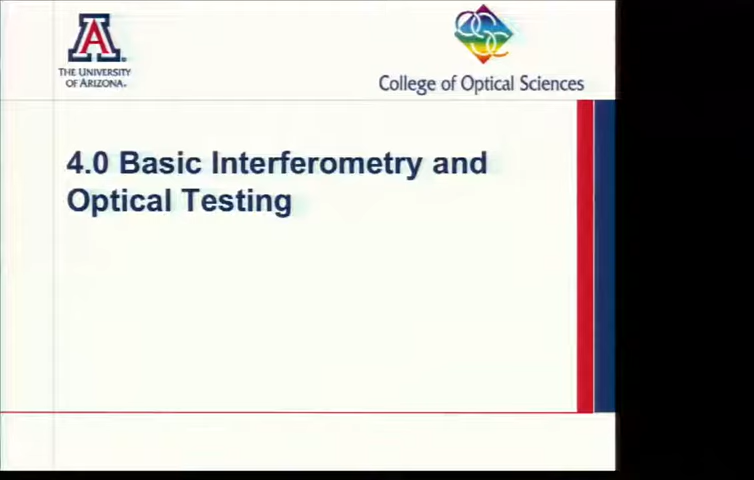 A
THE UNIVERSITY
OF ARIZONA.
College of Optical Sciences
4.0 Basic Interferometry and
Optical Testing